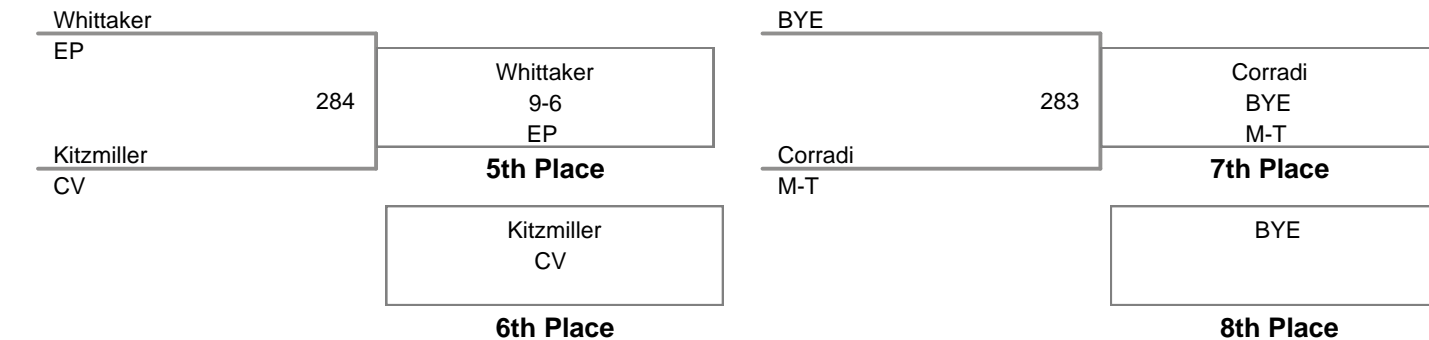 Whittaker
EP
284
Kitzmiller
CV
Whittaker
9-6
EP
5th Place
Kitzmiller
CV
6th Place
BYE
283
Corradi
M-T
Corradi
BYE
M-T
7th Place
BYE
8th Place